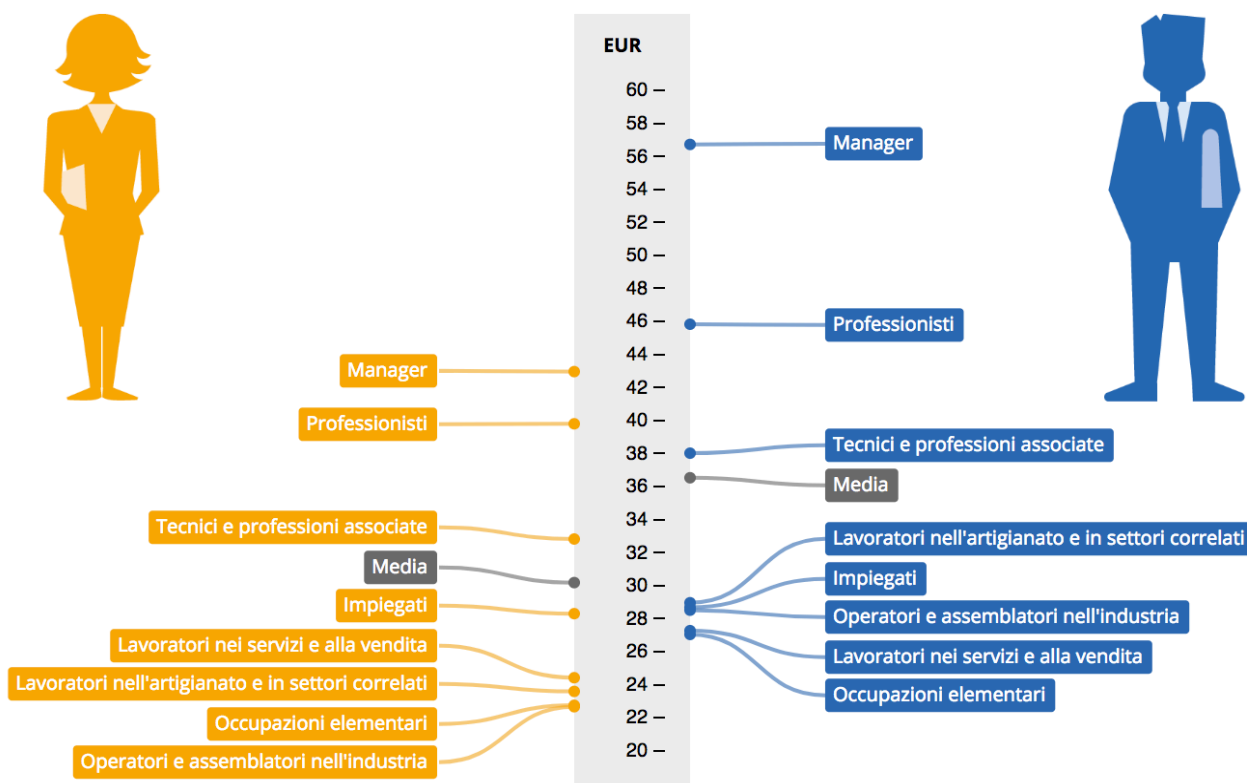 EUR
60
58
56
54
52
50
48
46
44
42
40
38
36
34
32
30
28
26
24
22
20
Manager
Professionisti
Tecnici e professioni associate
Media
Impiegati
Lavoratori nei servizi e alla vendita
Lavoratori nell'artigianato e in settori correlati
Occupazioni elementari
Operatori e assemblatori nell'industria
Manager
Professionisti
Tecnici e professioni associate
Media
Lavoratori nell'artigianato e in settori correlati
Impiegati
Operatori e assemblatori nell'industria
Lavoratori nei servizi e alla vendita
Occupazioni elementari